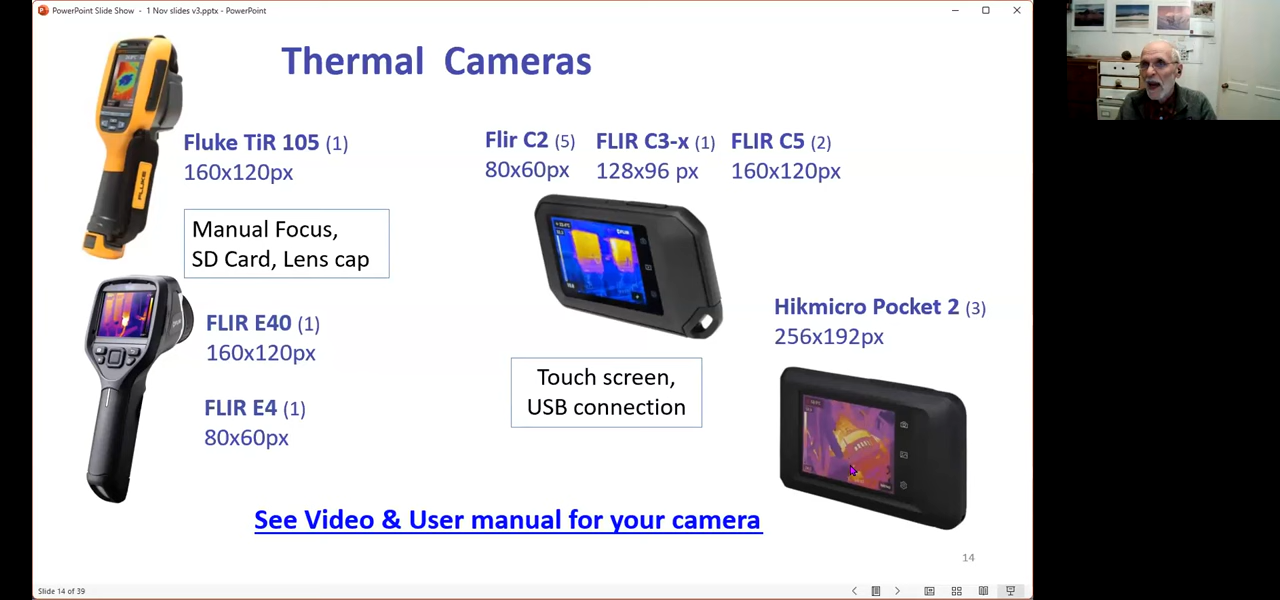 PowerPoint Slide Show - 1 Nov slides v3.pptx - PowerPoint
Thermal Cameras
Fluke TiR 105 (1)
160x120px
Manual Focus,
SD Card, Lens cap
FLUKE
FLIR E40 (1)
160x120px
FLIR E4 (1)
80x60px
Flir C2 (5)
80x60px
FLIR C3-x (1)
128x96 px
FLIR C5 (2)
160x120px
Touch screen,
USB connection
Hikmicro Pocket 2 (3)
256x192px
See Video & User manual for your camera
14
Slide 14 of 39